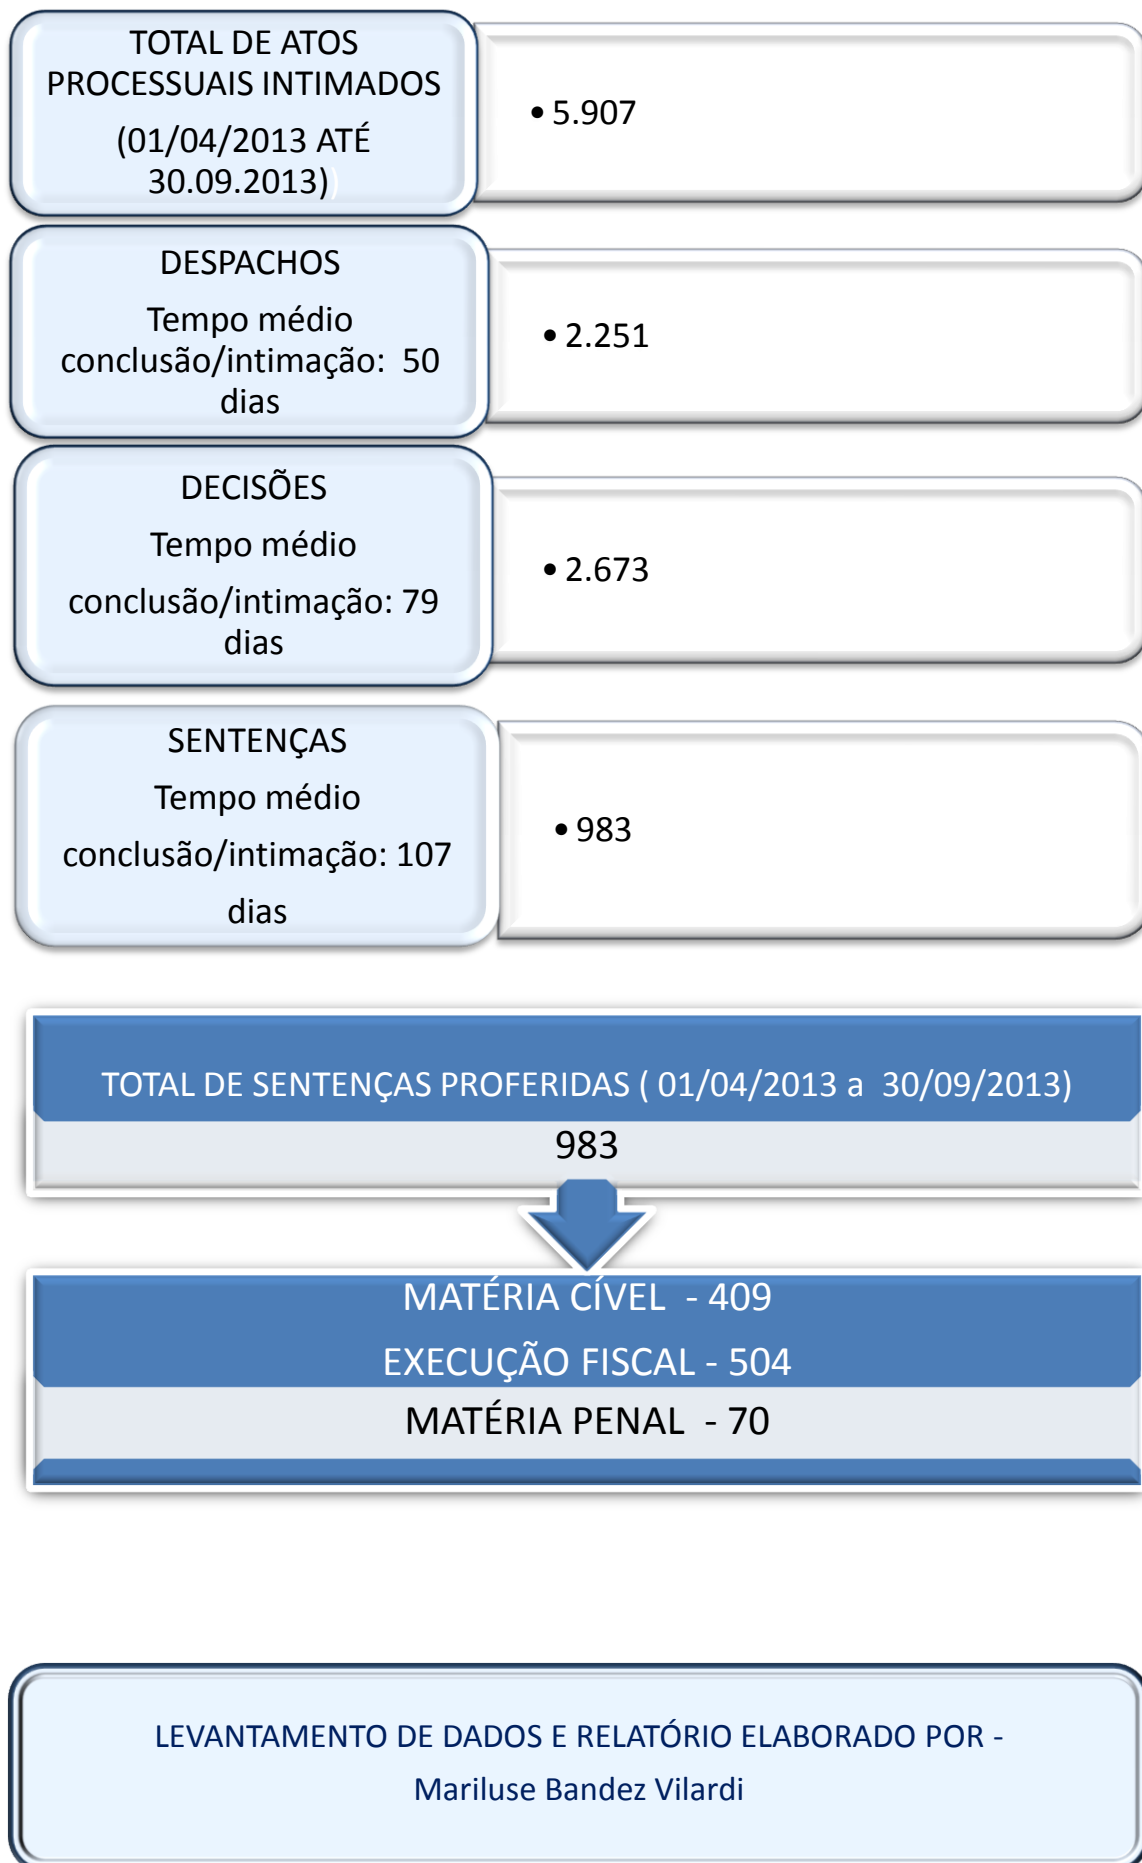 TOTAL DE ATOS
PROCESSUAIS INTIMADOS
(01/04/2013 ATÉ
30.09.2013))
• 5.907
DESPACHOS
Tempo médio
conclusão/intimação: 50
dias
• 2.251
DECISÕES
Tempo médio
conclusão/intimação: 79
dias
• 2.673
SENTENÇAS
Tempo médio
conclusão/intimação: 107
dias
• 983
TOTAL DE SENTENÇAS PROFERIDAS ( 01/04/2013 a 30/09/2013)
983
MATÉRIA CÍVEL - 409
EXECUÇÃO FISCAL - 504
MATÉRIA PENAL - 70
LEVANTAMENTO DE DADOS E RELATÓRIO ELABORADO POR -
Mariluse Bandez Vilardi